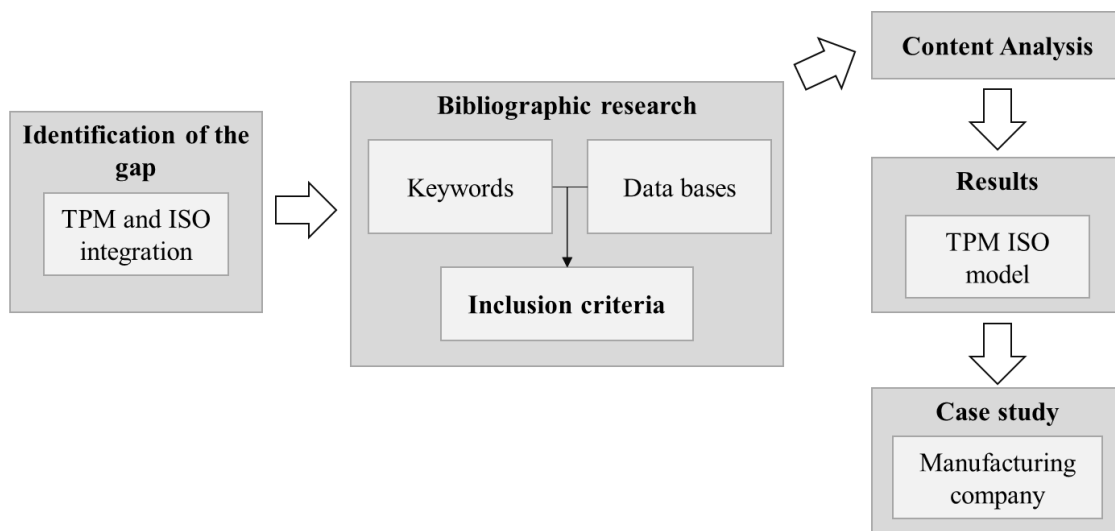 Identification of the
gap
TPM and ISO
integration
Bibliographic research
Keywords
Data bases
Inclusion criteria
Content Analysis
Results
TPM ISO
model
Case study
Manufacturing
company